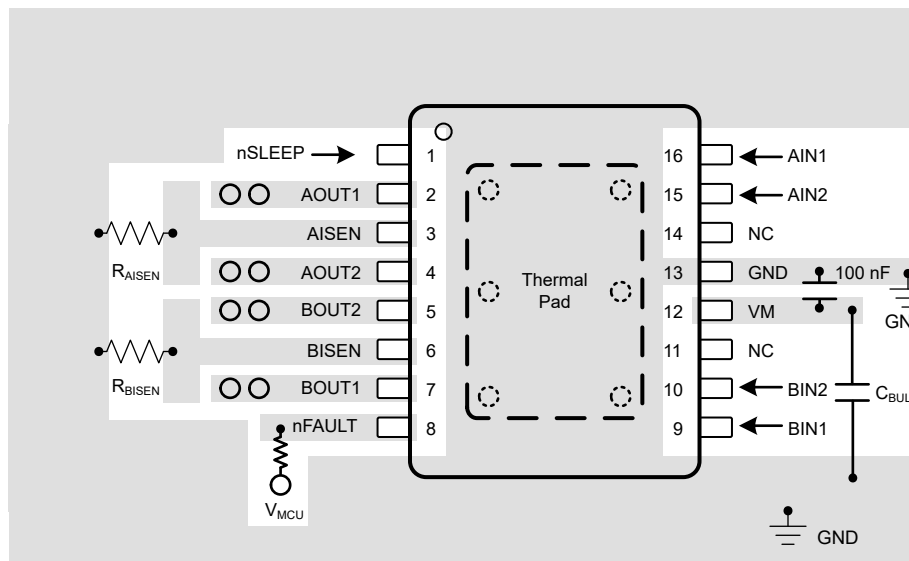 nSLEEP 1 16 AIN1
AOUT1 2 15 AIN2
AISEN 3 14 NC
RAISEN
AOUT2 4 13 GND 100 nF
Thermal
Pad
BOUT2 5 12 VM
BISEN 6 11 NC
RBISEN
BOUT1 7 10 BIN2
nFAULT 8 9 BIN1
VMCU
GND